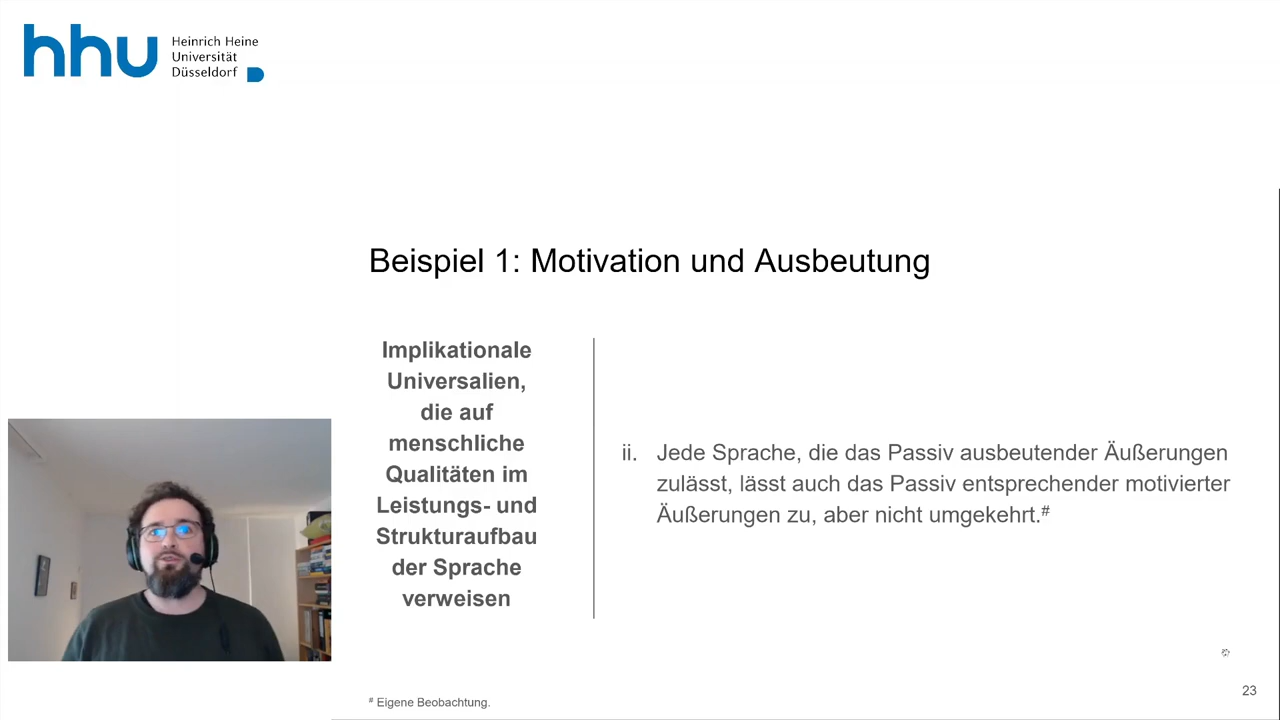 hhu
Heinrich Heine
Universität
Düsseldorf
Beispiel 1: Motivation und Ausbeutung
Implikationale
Universalien,
die auf
menschliche
Qualitäten im
Leistungs- und
Strukturaufbau
der Sprache
verweisen
ii. Jede Sprache, die das Passiv ausbeutender Äußerungen
zulässt, lässt auch das Passiv entsprechender motivierter
Äußerungen zu, aber nicht umgekehrt.#
# Eigene Beobachtung.
23